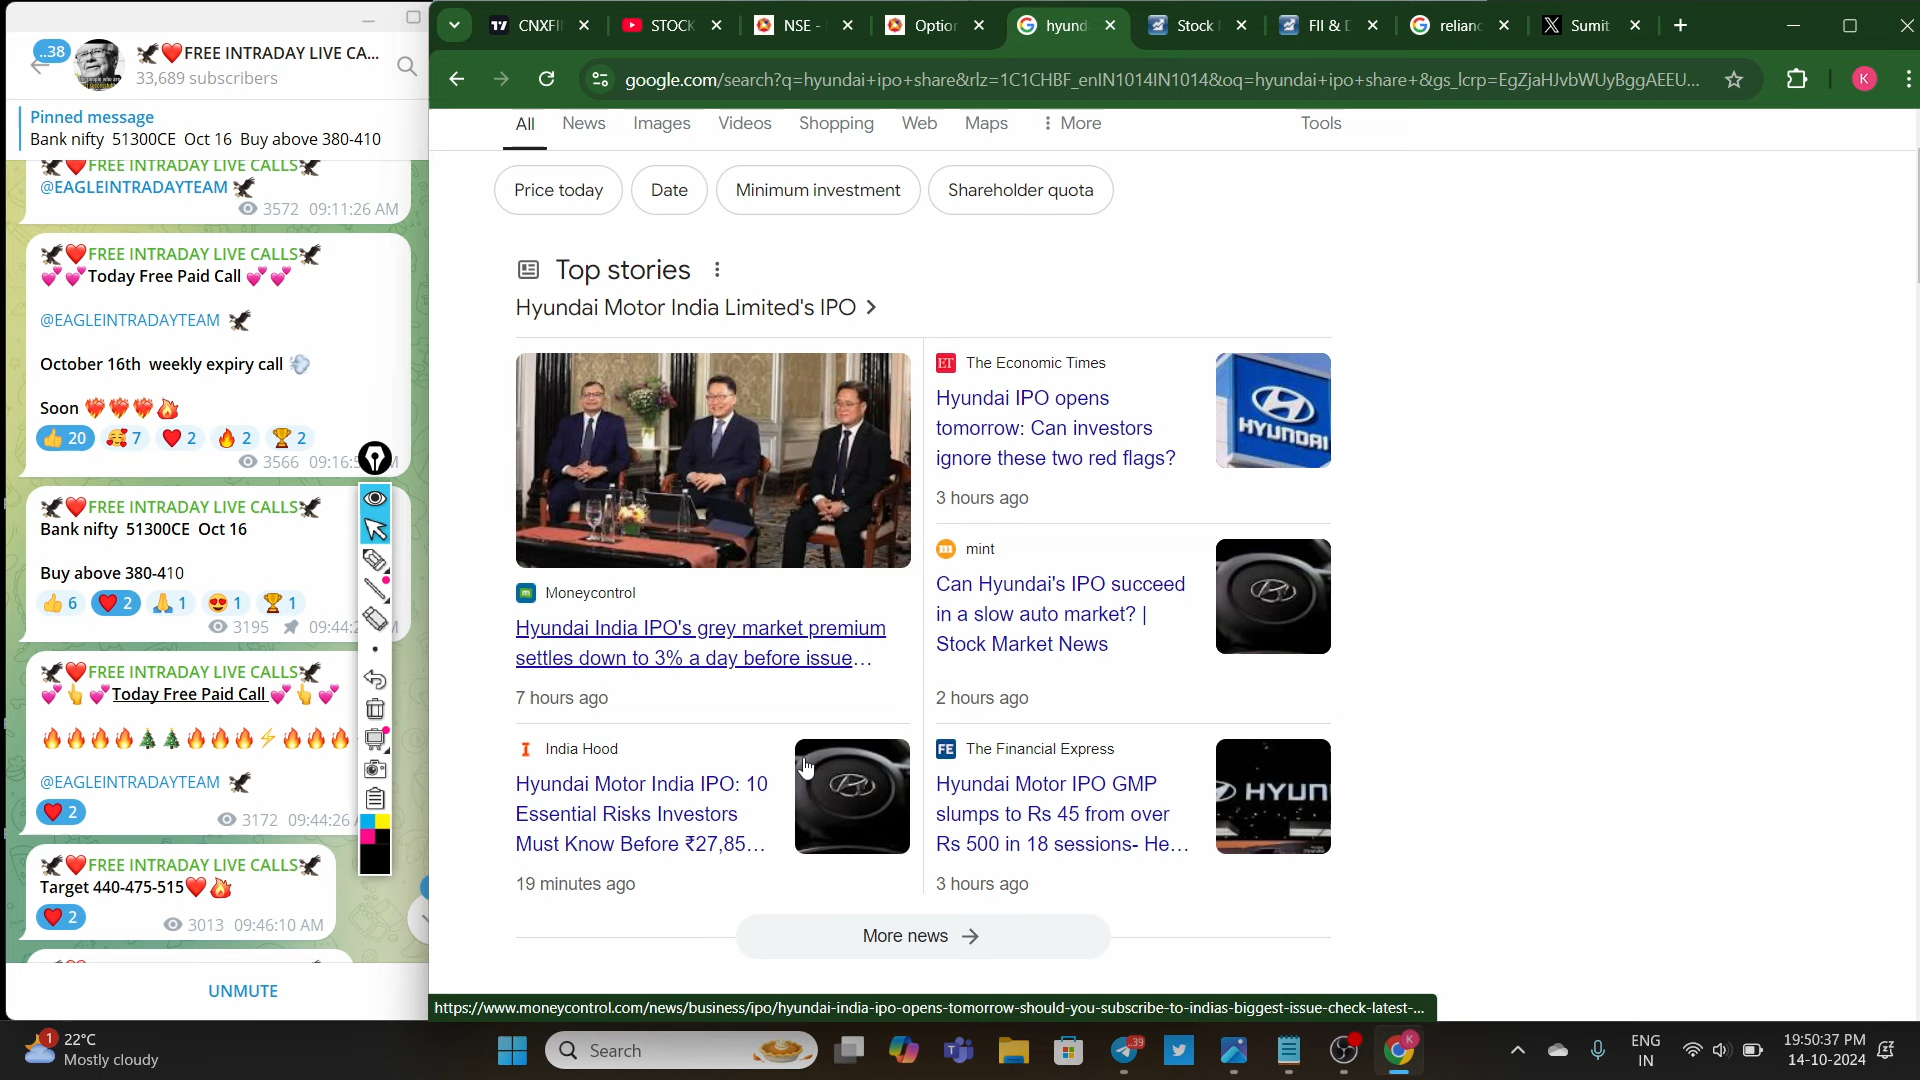 ..38
FREE INTRADAY LIVE CA...
33,689 subscribers
Pinned message
Bank nifty 51300CE Oct 16 Buy above 380-410
FREE INTRADAY LIVE CALLS
@EAGLEINTRADAYTEAM
3572 09:11:26 AM
FREE INTRADAY LIVE CALLS
Today Free Paid Call
@EAGLEINTRADAYTEAM
October 16th weekly expiry call
Soon
20 7 2 2 2
3566 09:16:5
FREE INTRADAY LIVE CALLS
Bank nifty 51300CE Oct 16
Buy above 380-410
6 2 1 1 1
3195 09:44:2
FREE INTRADAY LIVE CALLS
Today Free Paid Call
@EAGLEINTRADAYTEAM
2
3172 09:44:26
FREE INTRADAY LIVE CALLS
Target 440-475-515
2
3013 09:46:10 AM
UNMUTE
CNXFII
STOCK
NSE -
Option
hyund
Stock
FII & D
relianc
Sumit
google.com/search?q=hyundai+ipo+share&rlz=1C1CHBF_enIN1014IN1014&oq=hyundai+ipo+share+&gs_lcrp=EgZjaHJvbWUyBggAEEU...
K
All News Images Videos Shopping Web Maps More Tools
Price today Date Minimum investment Shareholder quota
Top stories
Hyundai Motor India Limited's IPO
Moneycontrol
Hyundai India IPO's grey market premium
settles down to 3% a day before issue...
7 hours ago
India Hood
Hyundai Motor India IPO: 10
Essential Risks Investors
Must Know Before ₹27,85...
19 minutes ago
ET The Economic Times
Hyundai IPO opens
tomorrow: Can investors
ignore these two red flags?
3 hours ago
HYUNDAI
mint
Can Hyundai's IPO succeed
in a slow auto market? |
Stock Market News
2 hours ago
FE The Financial Express
Hyundai Motor IPO GMP
slumps to Rs 45 from over
Rs 500 in 18 sessions- He...
3 hours ago
HYUN
More news
https://www.moneycontrol.com/news/business/ipo/hyundai-india-ipo-opens-tomorrow-should-you-subscribe-to-indias-biggest-issue-check-latest-...
1
22°C
Mostly cloudy
Search
.39
K
ENG
IN
19:50:37 PM
14-10-2024